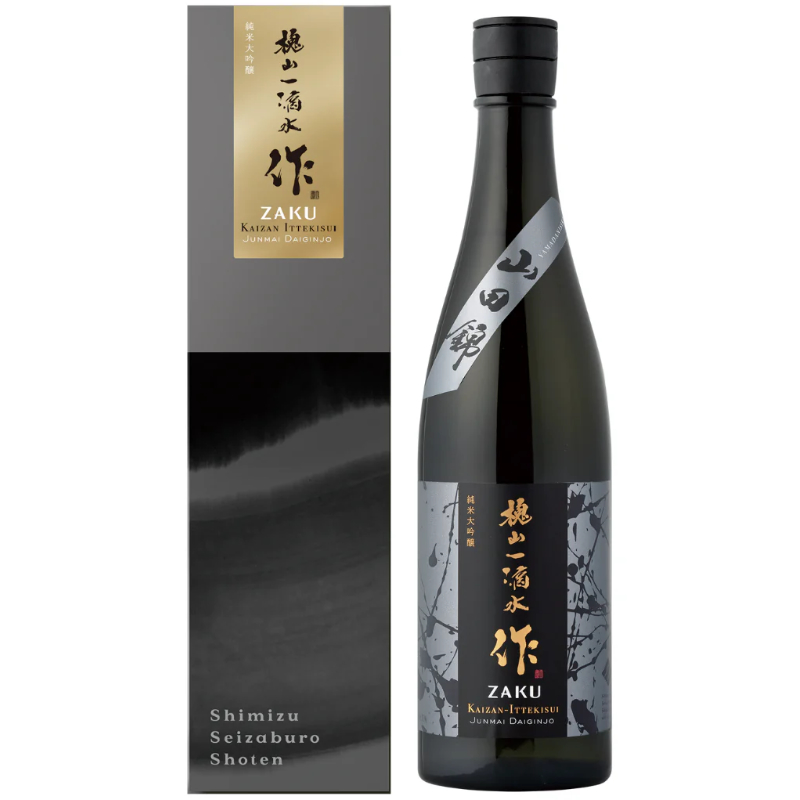 純米大吟醸
槐山一滴水
作
ZAKU
KAIZAN ITTEKISUI
JUNMAI DAIGINJO
Shimizu
Seizaburo
Shoten
山田錦
純米大吟醸
槐山一滴水
作
ZAKU
KAIZAN-ITTEKISUI
JUNMAI DAIGINJO